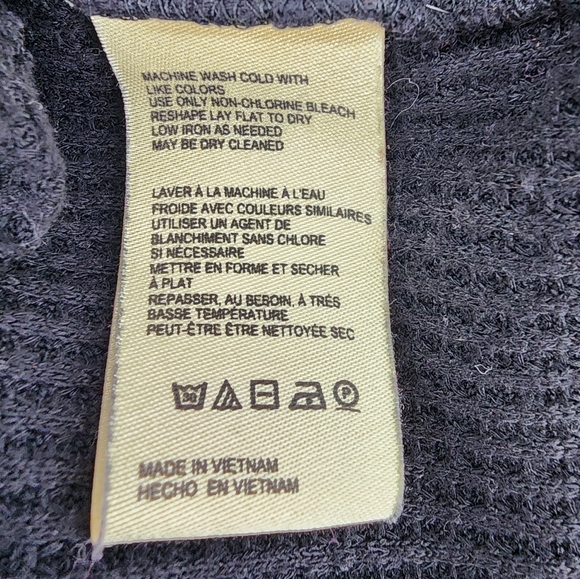 MACHINE WASH COLD WITH
LIKE COLORS
USE ONLY NON-CHLORINE BLEACH
RESHAPE LAY FLAT TO DRY
LOW IRON AS NEEDED
MAY BE DRY CLEANED
LAVER À LA MACHINE À L'EAU
FROIDE AVEC COULEURS SIMILAIRES
UTILISER UN AGENT DE
BLANCHIMENT SANS CHLORE
SI NÉCESSAIRE
METTRE EN FORME ET SECHER
À PLAT
REPASSER, AU BESOIN, À TRÉS
BASSE TEMPÉRATURE
PEUT-ÊTRE ÊTRE NETTOYÉE SEC
30 P
MADE IN VIETNAM
HECHO EN VIETNAM